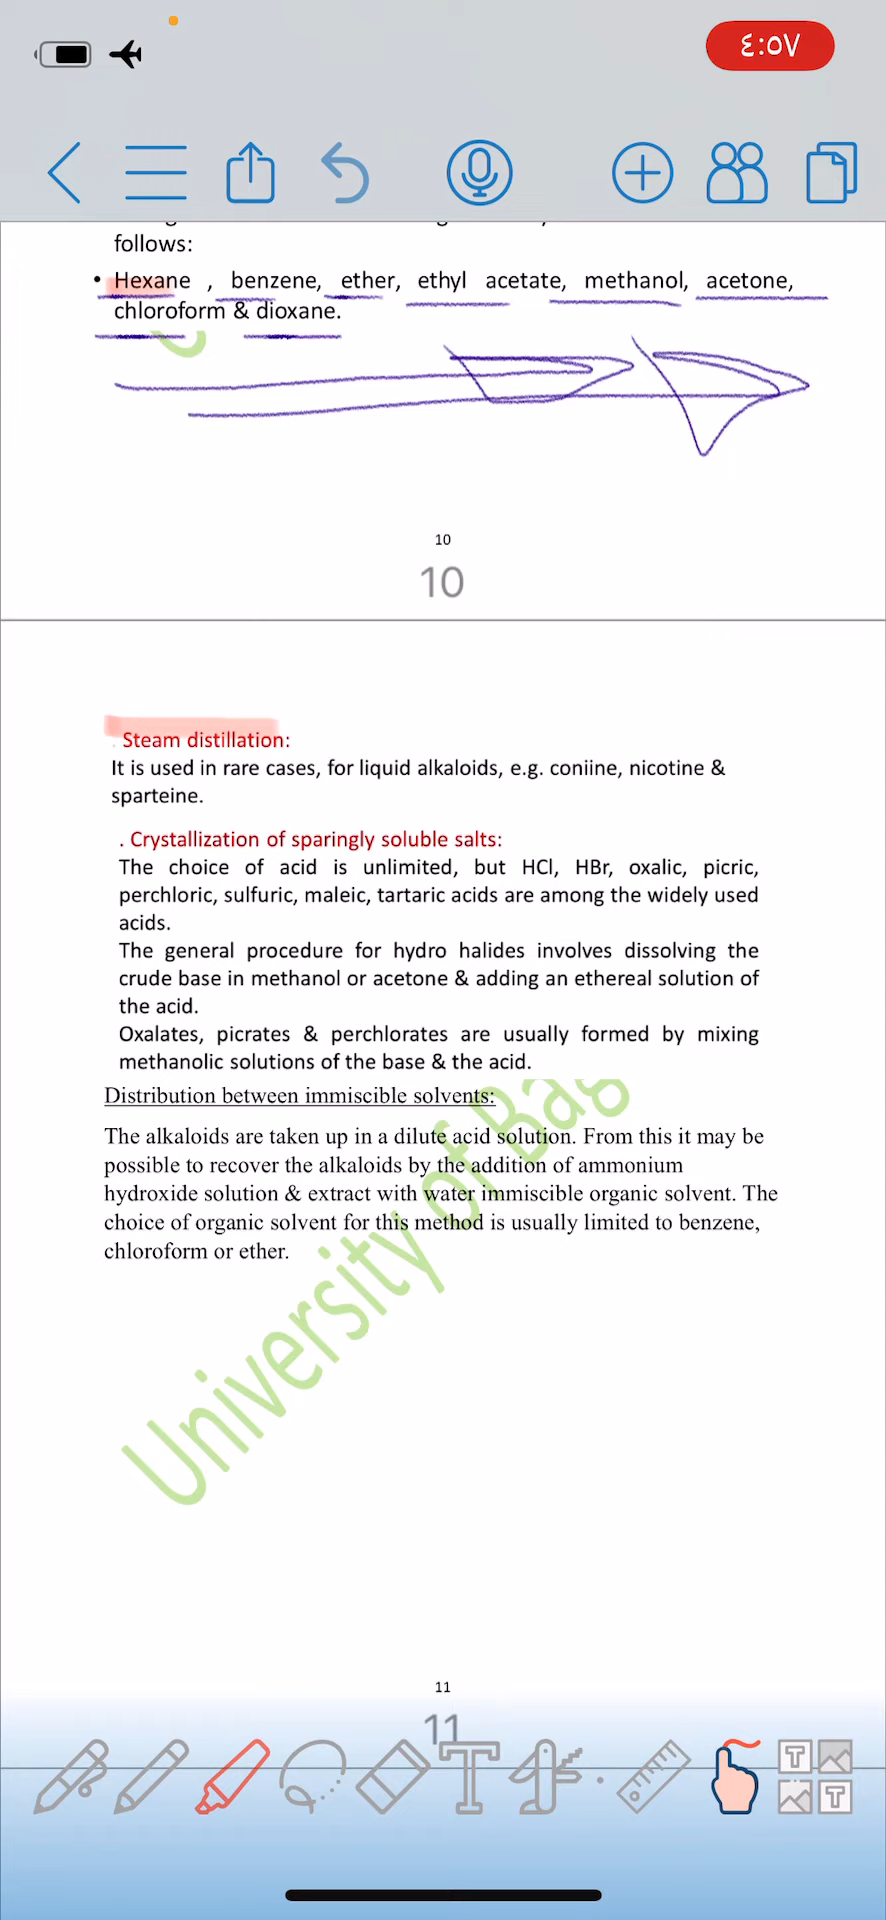 ٤:٥٧
follows:
• Hexane , benzene, ether, ethyl acetate, methanol, acetone,
chloroform & dioxane.
10
10
. Steam distillation:
It is used in rare cases, for liquid alkaloids, e.g. coniine, nicotine &
sparteine.
. Crystallization of sparingly soluble salts:
The choice of acid is unlimited, but HCl, HBr, oxalic, picric,
perchloric, sulfuric, maleic, tartaric acids are among the widely used
acids.
The general procedure for hydro halides involves dissolving the
crude base in methanol or acetone & adding an ethereal solution of
the acid.
Oxalates, picrates & perchlorates are usually formed by mixing
methanolic solutions of the base & the acid.
Distribution between immiscible solvents:
The alkaloids are taken up in a dilute acid solution. From this it may be
possible to recover the alkaloids by the addition of ammonium
hydroxide solution & extract with water immiscible organic solvent. The
choice of organic solvent for this method is usually limited to benzene,
chloroform or ether.
University of Bag
11
11